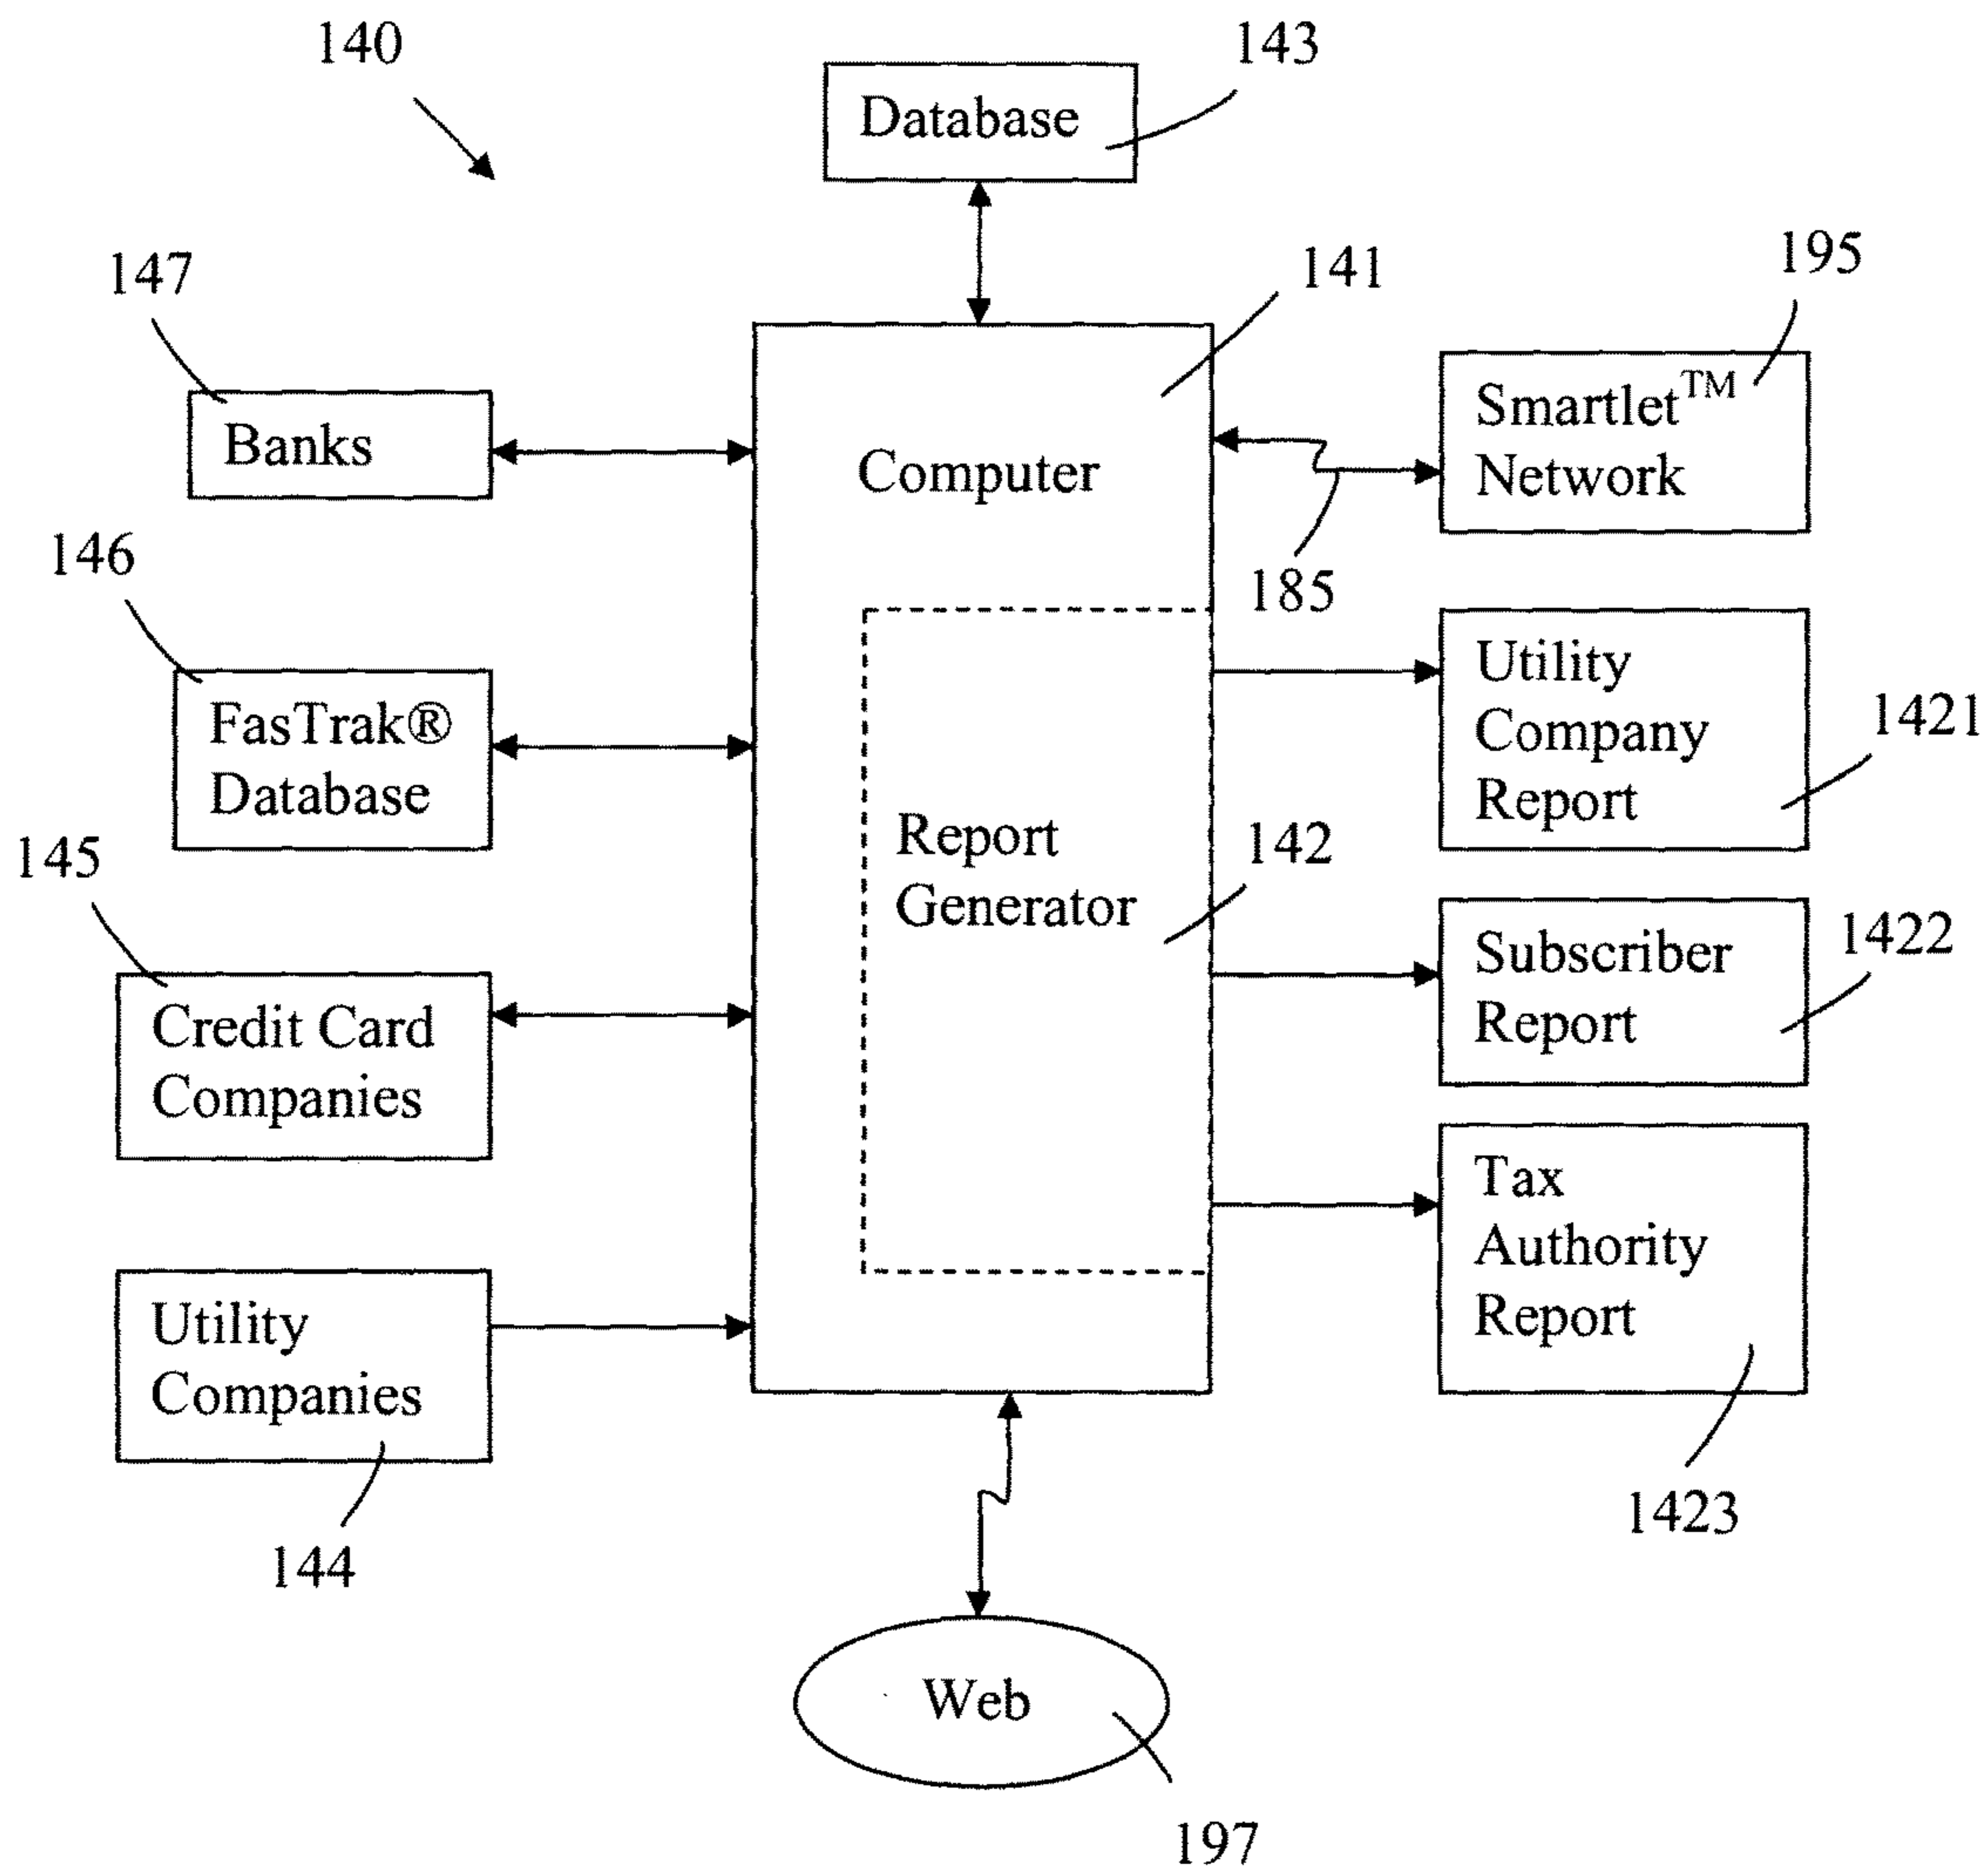 140
143
Database
147
141
195
Banks
Computer
Smartlet™
Network
146
185
FasTrak®
Database
Utility
Company
Report
1421
145
Report
Generator
142
Credit Card
Companies
Subscriber
Report
1422
Utility
Companies
Tax
Authority
Report
144
1423
Web
197